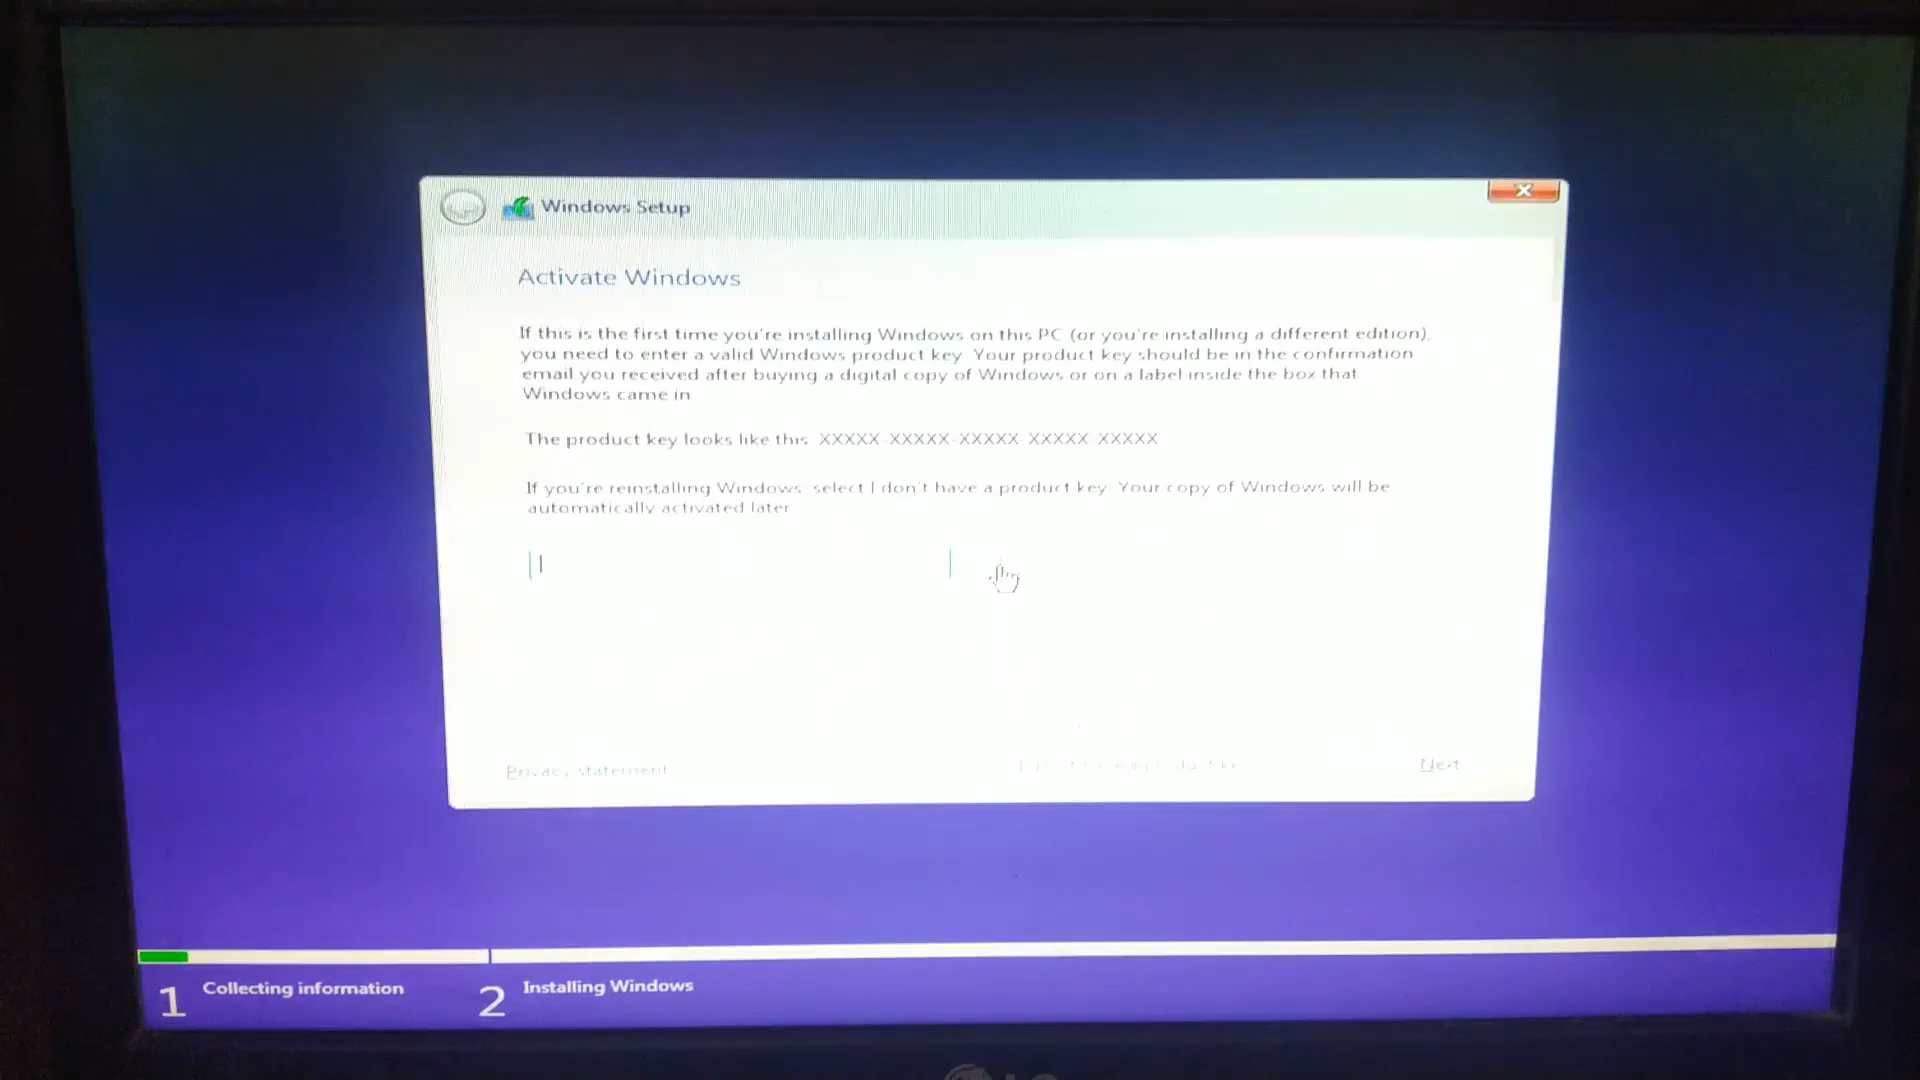 Windows Setup
Activate Windows
If this is the first time you're installing Windows on this PC (or you're installing a different edition),
you need to enter a valid Windows product key. Your product key should be in the confirmation
email you received after buying a digital copy of Windows or on a label inside the box that
Windows came in
The product key looks like this XXXXX-XXXXX-XXXXX-XXXXX-XXXXX
If you're reinstalling Windows, select I don't have a product key. Your copy of Windows will be
automatically activated later
Privacy statement
I don't have a product key
Next
1 Collecting information
2 Installing Windows
LG